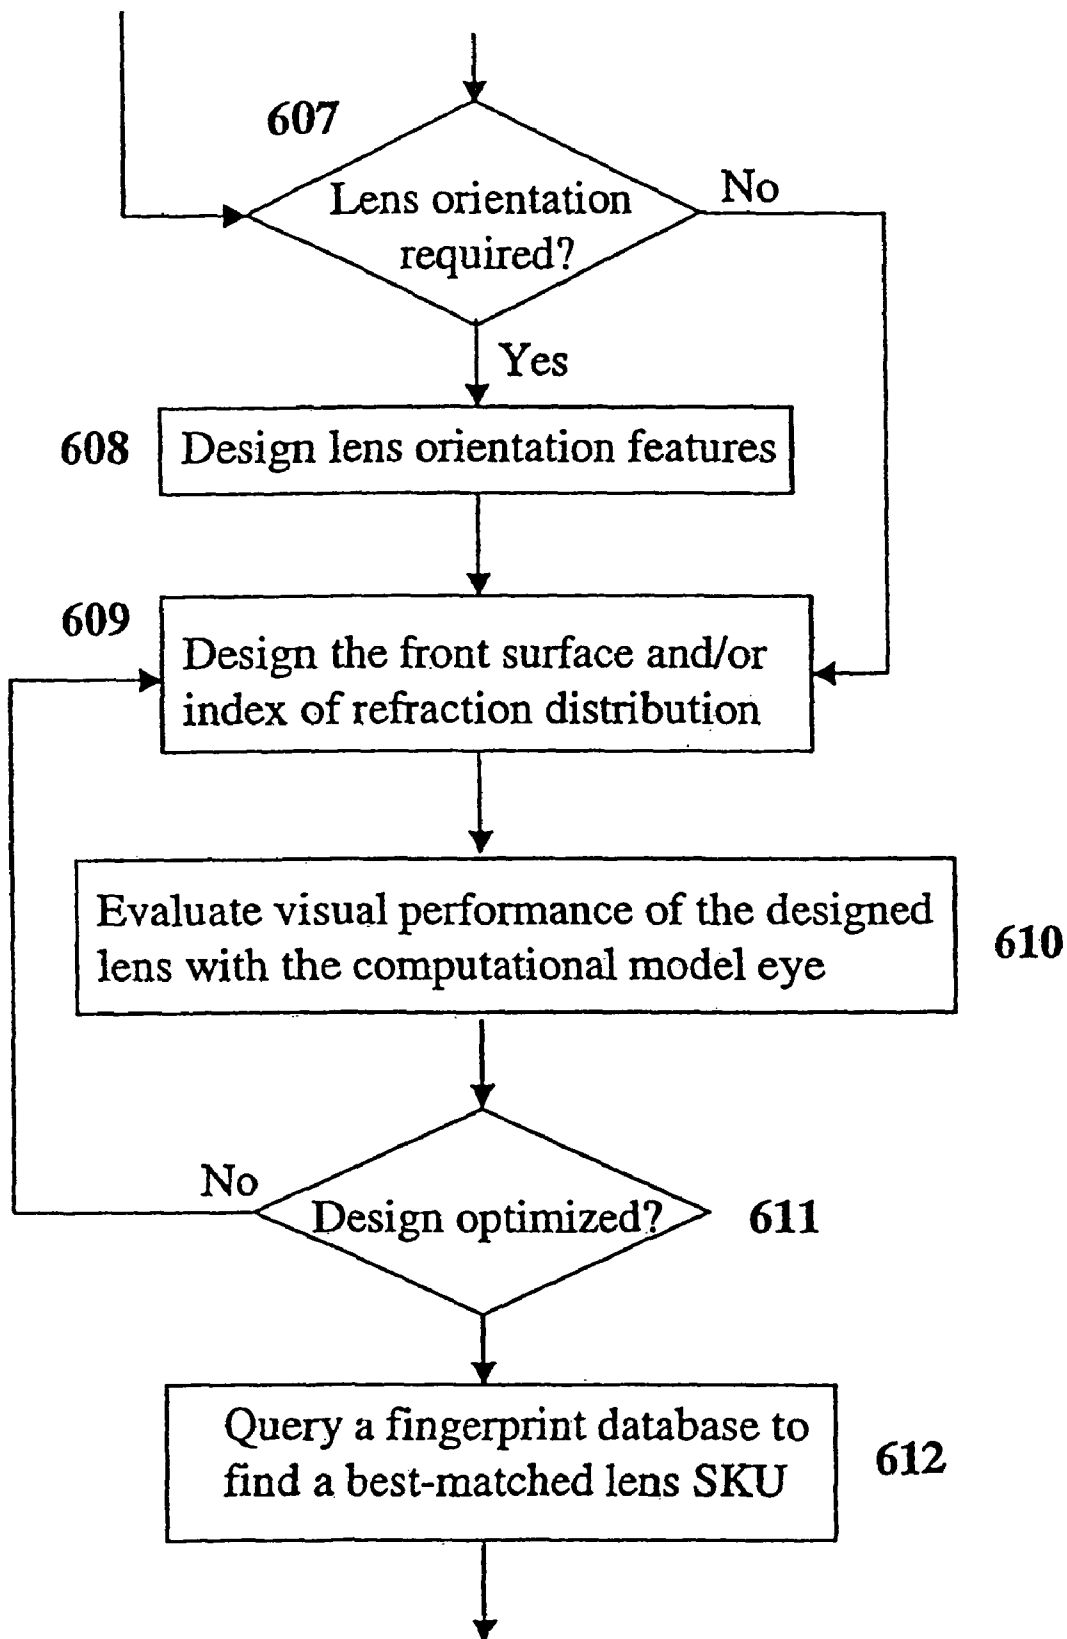 607
Lens orientation
required?
No
Yes
608
Design lens orientation features
609
Design the front surface and/or
index of refraction distribution
Evaluate visual performance of the designed
lens with the computational model eye
610
No
Design optimized?
611
Query a fingerprint database to
find a best-matched lens SKU
612